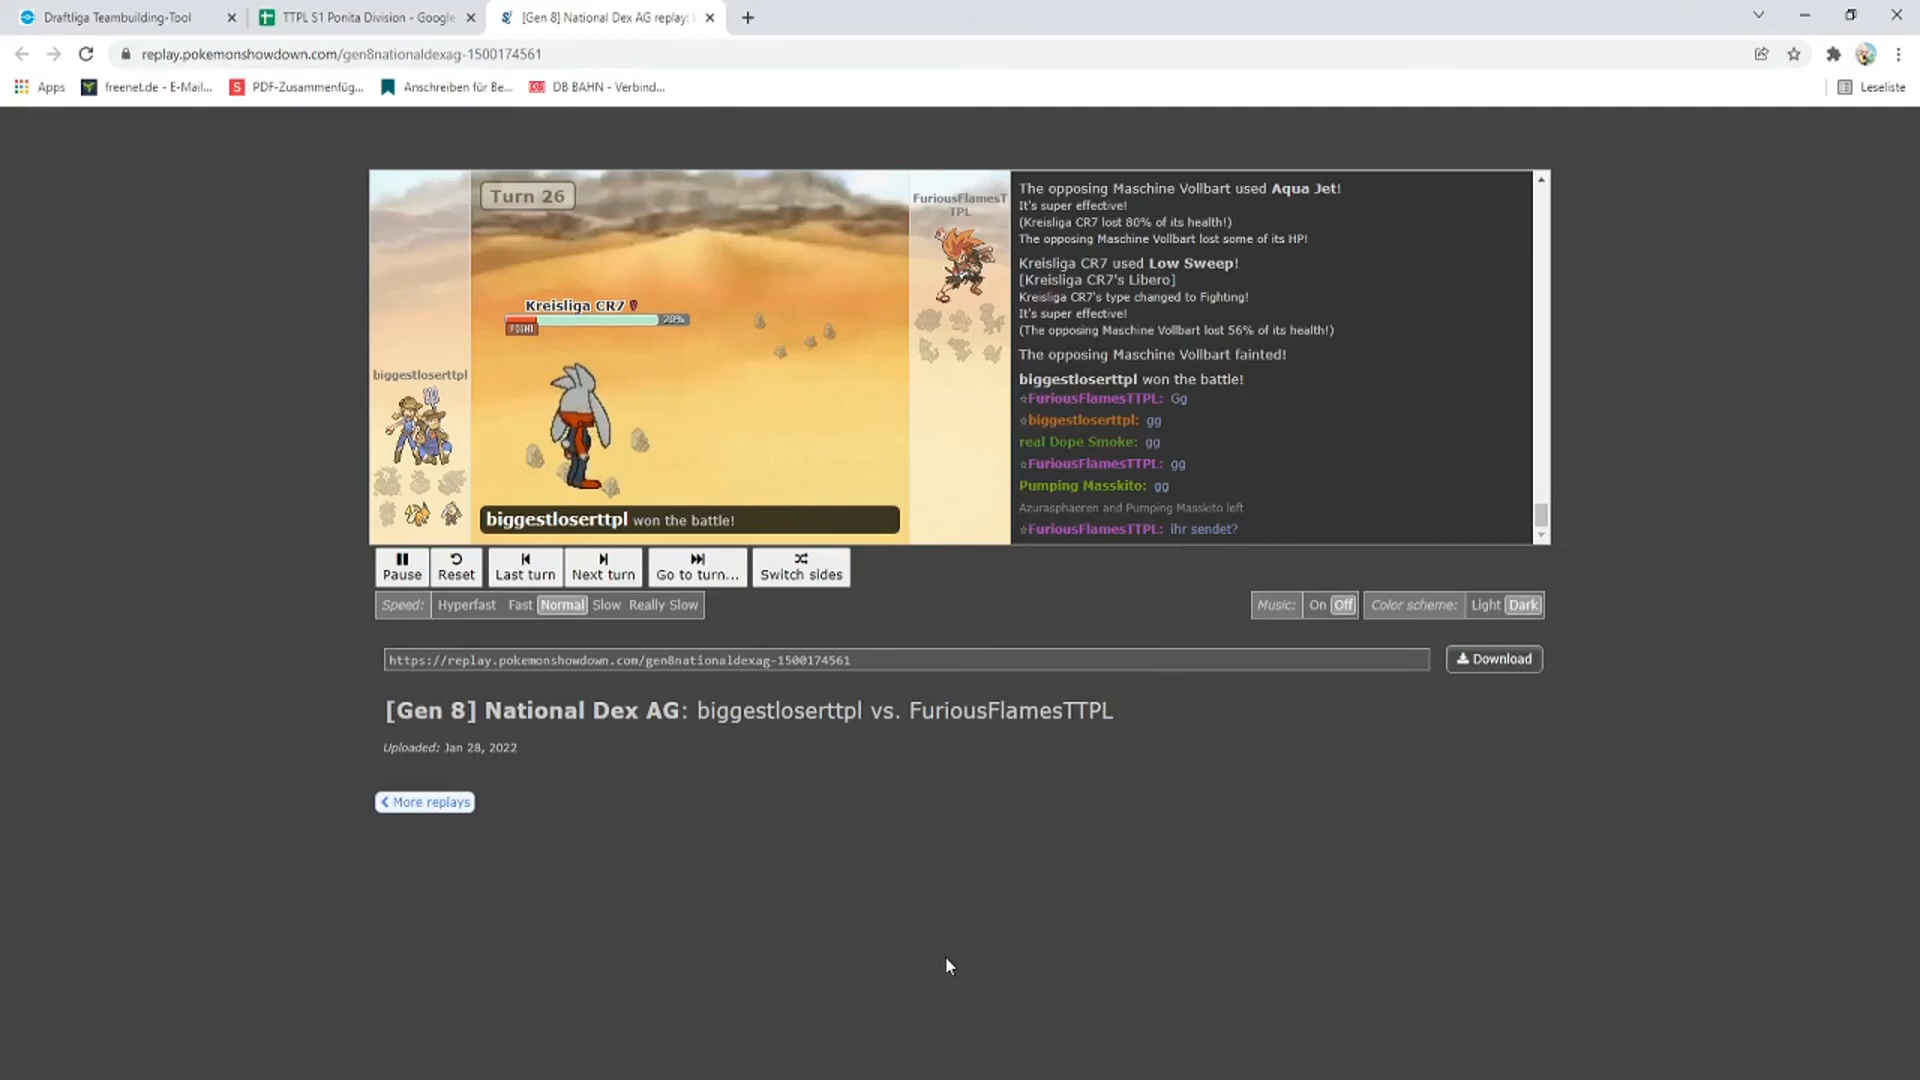 Draftliga Teambuilding-Tool
TTPL S1 Ponita Division - Google
[Gen 8] National Dex AG replay:
replay.pokemonshowdown.com/gen8nationaldexag-1500174561
Apps
freenet.de - E-Mail...
PDF-Zusammenfüg...
Anschreiben für Be...
DB BAHN - Verbind...
Leseliste
Turn 26
Kreisliga CR7
20%
FIGHT
biggestloserttpl
FuriousFlamesT
TPL
biggestloserttpl won the battle!
The opposing Maschine Vollbart used Aqua Jet!
It's super effective!
(Kreisliga CR7 lost 80% of its health!)
The opposing Maschine Vollbart lost some of its HP!
Kreisliga CR7 used Low Sweep!
[Kreisliga CR7's Libero]
Kreisliga CR7's type changed to Fighting!
It's super effective!
(The opposing Maschine Vollbart lost 56% of its health!)
The opposing Maschine Vollbart fainted!
biggestloserttpl won the battle!
☆FuriousFlamesTTPL: Gg
☆biggestloserttpl: gg
real Dope Smoke: gg
☆FuriousFlamesTTPL: gg
Pumping Masskito: gg
Azurasphaeren and Pumping Masskito left
☆FuriousFlamesTTPL: ihr sendet?
Pause
Reset
Last turn
Next turn
Go to turn...
Switch sides
Speed: Hyperfast Fast Normal Slow Really Slow
Music: On Off
Color scheme: Light Dark
https://replay.pokemonshowdown.com/gen8nationaldexag-1500174561
Download
[Gen 8] National Dex AG: biggestloserttpl vs. FuriousFlamesTTPL
Uploaded: Jan 28, 2022
More replays